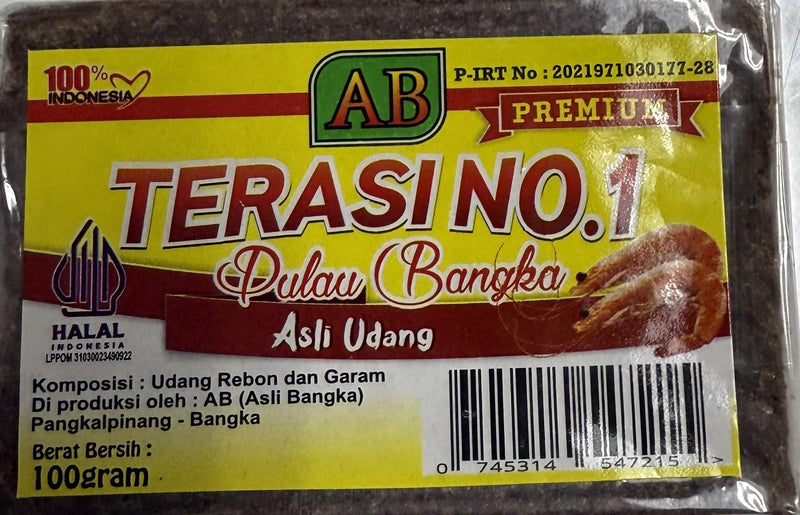 100%
INDONESIA
AB
P-IRT No : 2021971030177-28
PREMIUM
TERASI NO.1
Pulau Bangka
Asli Udang
HALAL
INDONESIA
LPPOM 31030023490922
Komposisi : Udang Rebon dan Garam
Di produksi oleh : AB (Asli Bangka)
Pangkalpinang - Bangka
Berat Bersih :
100gram
0 745314 547215 >